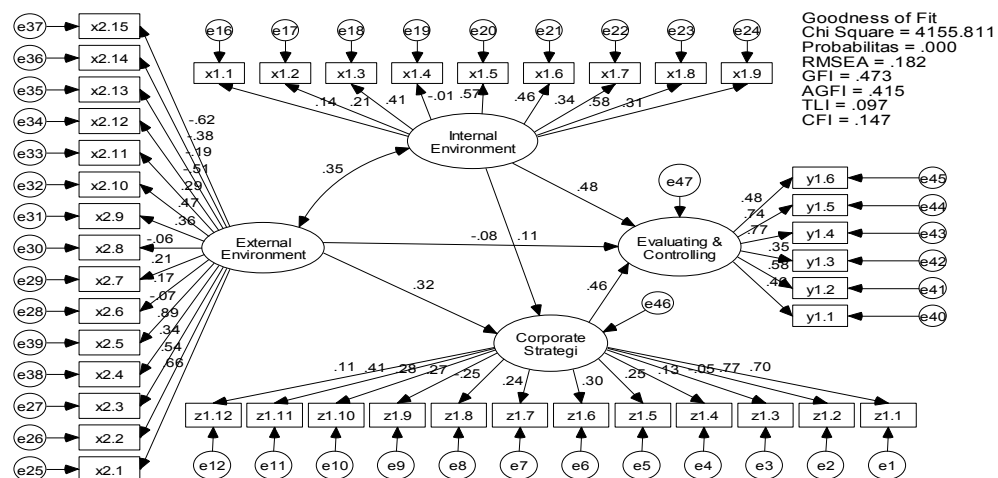 Goodness of Fit
Chi Square = 4155.811
Probabilitas = .000
RMSEA = .182
GFI = .473
AGFI = .415
TLI = .097
CFI = .147
e16 e17 e18 e19 e20 e21 e22 e23 e24
x1.1 x1.2 x1.3 x1.4 x1.5 x1.6 x1.7 x1.8 x1.9
.14 .21 .41 -.01 .57 .46 .34 .58 .31
Internal
Environment
e37 x2.15
e36 x2.14
e35 x2.13
e34 x2.12
e33 x2.11
e32 x2.10
e31 x2.9
e30 x2.8
e29 x2.7
e28 x2.6
e39 x2.5
e38 x2.4
e27 x2.3
e26 x2.2
e25 x2.1
-.62
-.38
-.19
-.51
.29
.47
.36
-.06
.21
.17
-.07
.89
.34
.54
.66
External
Environment
.35
.48
-.08
.11
.32
.46
e47
Evaluating &
Controlling
.48
.74
.77
.35
.58
y1.6 e45
y1.5 e44
y1.4 e43
y1.3 e42
y1.2 e41
y1.1 e40
e46
Corporate
Strategi
.11 .41 .28 .27 -.25 .24 .30 .25 .13 -.05 .77 .70
z1.12 z1.11 z1.10 z1.9 z1.8 z1.7 z1.6 z1.5 z1.4 z1.3 z1.2 z1.1
e12 e11 e10 e9 e8 e7 e6 e5 e4 e3 e2 e1